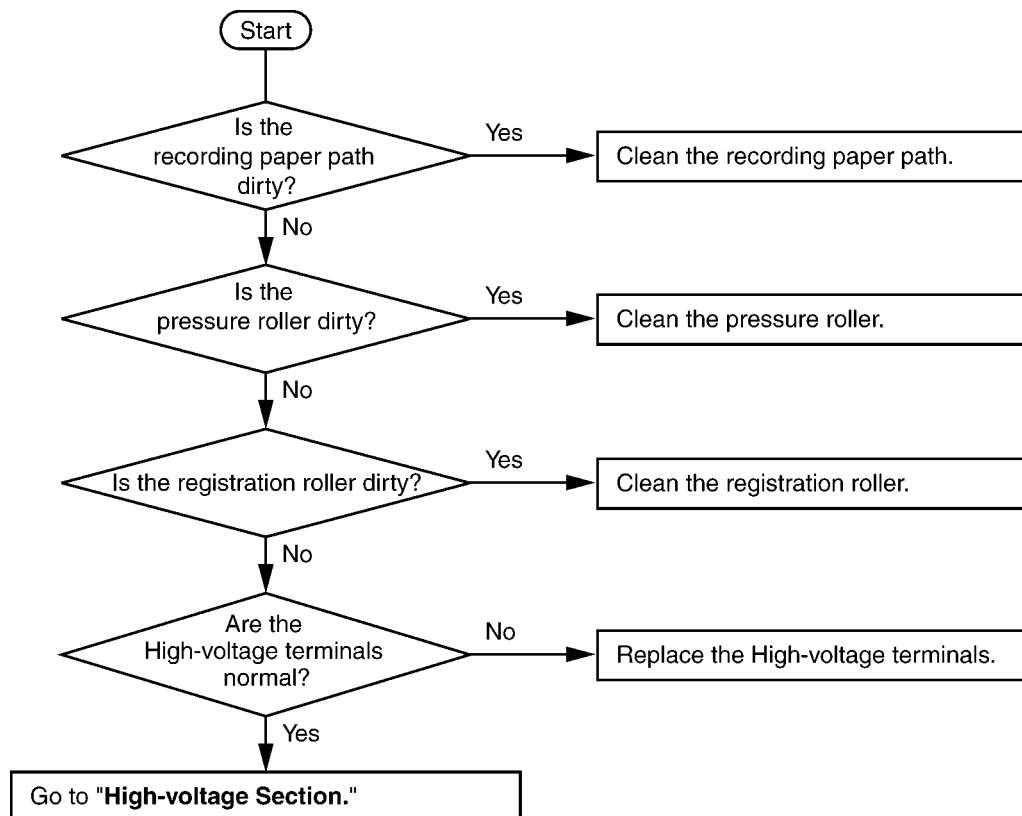 Start
Is the
recording paper path
dirty?
Yes
Clean the recording paper path.
No
Is the
pressure roller dirty?
Yes
Clean the pressure roller.
No
Is the registration roller dirty?
Yes
Clean the registration roller.
No
Are the
High-voltage terminals
normal?
No
Replace the High-voltage terminals.
Yes
Go to "High-voltage Section."